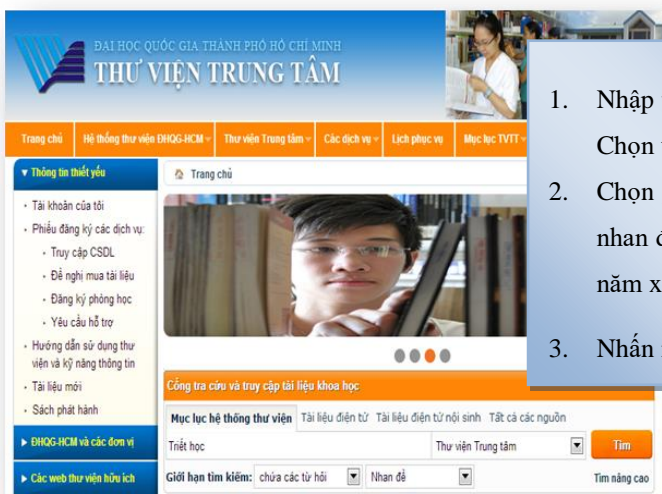 ĐẠI HỌC QUỐC GIA THÀNH PHỐ HỒ CHÍ MINH
THƯ VIỆN TRUNG TÂM
Trang chủ
Hệ thống thư viện ĐHQG-HCM
Thư viện Trung tâm
Các dịch vụ
Lịch phục vụ
Mục lục TVTT
Thông tin thiết yếu
Tài khoản của tôi
Phiếu đăng ký các dịch vụ:
Truy cập CSDL
Đề nghị mua tài liệu
Đăng ký phòng học
Yêu cầu hỗ trợ
Hướng dẫn sử dụng thư
viện và kỹ năng thông tin
Tài liệu mới
Sách phát hành
ĐHQG-HCM và các đơn vị
Các web thư viện hữu ích
Trang chủ
Cổng tra cứu và truy cập tài liệu khoa học
Mục lục hệ thống thư viện Tài liệu điện tử Tài liệu điện tử nội sinh Tất cả các nguồn
Triết học Thư viện Trung tâm Tìm
Giới hạn tìm kiếm: chứa các từ hỏi Nhan đề Tìm nâng cao
1. Nhập
Chọn
2. Chọn
nhan
năm
3. Nhấn